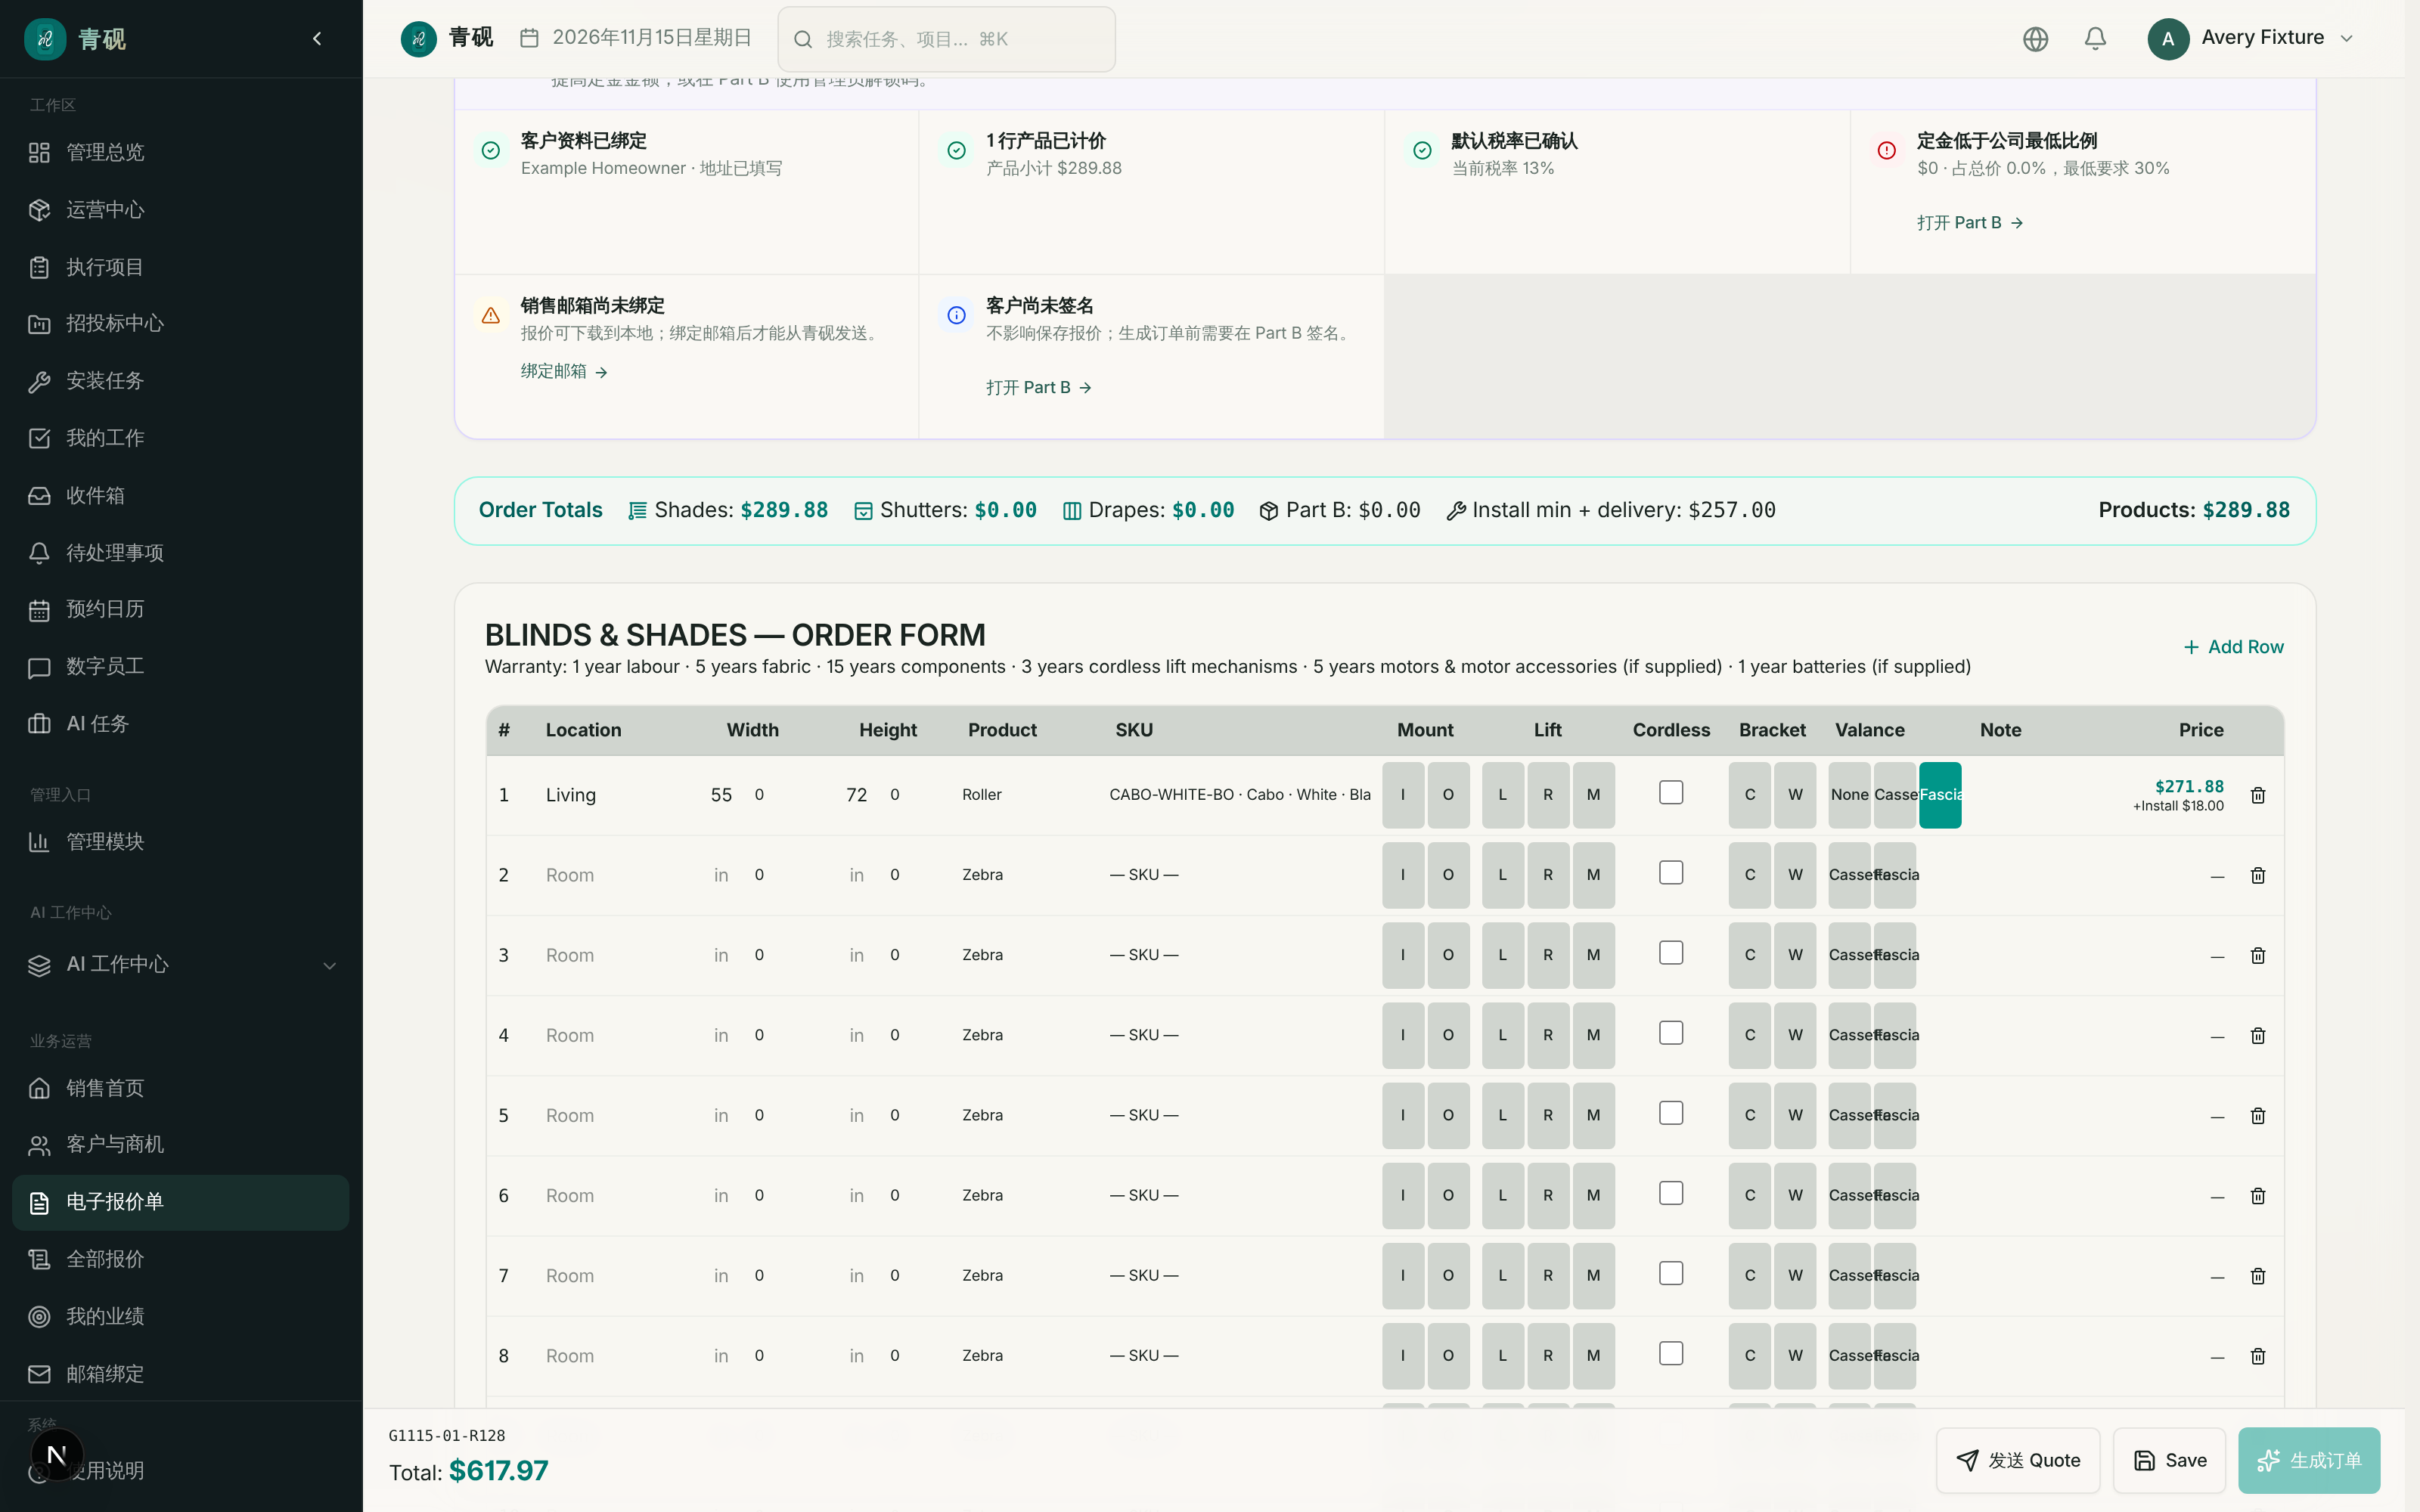 青砚
工作区
管理总览
运营中心
执行项目
招投标中心
安装任务
我的工作
收件箱
待处理事项
预约日历
数字员工
AI 任务
管理入口
管理模块
AI 工作中心
AI 工作中心
业务运营
销售首页
客户与商机
电子报价单
全部报价
我的业绩
邮箱绑定
系统
N
使用说明
青砚
2026年11月15日星期日
搜索任务、项目... ⌘K
A
Avery Fixture
提高定金金额，或在 Part B 使用管理员解锁码。
客户资料已绑定
Example Homeowner · 地址已填写
1 行产品已计价
产品小计 $289.88
默认税率已确认
当前税率 13%
定金低于公司最低比例
$0 · 占总价 0.0%，最低要求 30%
打开 Part B →
销售邮箱尚未绑定
报价可下载到本地；绑定邮箱后才能从青砚发送。
绑定邮箱 →
客户尚未签名
不影响保存报价；生成订单前需要在 Part B 签名。
打开 Part B →
Order Totals Shades: $289.88 Shutters: $0.00 Drapes: $0.00 Part B: $0.00 Install min + delivery: $257.00 Products: $289.88
BLINDS & SHADES — ORDER FORM
Warranty: 1 year labour · 5 years fabric · 15 years components · 3 years cordless lift mechanisms · 5 years motors & motor accessories (if supplied) · 1 year batteries (if supplied)
+ Add Row
# Location Width Height Product SKU Mount Lift Cordless Bracket Valance Note Price
1 Living 55 0 72 0 Roller CABO-WHITE-BO · Cabo · White · Bla I O L R M C W None Casse Fascia $271.88
+Install $18.00
2 Room in 0 in 0 Zebra — SKU — I O L R M C W Cassette Fascia —
3 Room in 0 in 0 Zebra — SKU — I O L R M C W Cassette Fascia —
4 Room in 0 in 0 Zebra — SKU — I O L R M C W Cassette Fascia —
5 Room in 0 in 0 Zebra — SKU — I O L R M C W Cassette Fascia —
6 Room in 0 in 0 Zebra — SKU — I O L R M C W Cassette Fascia —
7 Room in 0 in 0 Zebra — SKU — I O L R M C W Cassette Fascia —
8 Room in 0 in 0 Zebra — SKU — I O L R M C W Cassette Fascia —
G1115-01-R128
Total: $617.97
发送 Quote
Save
生成订单